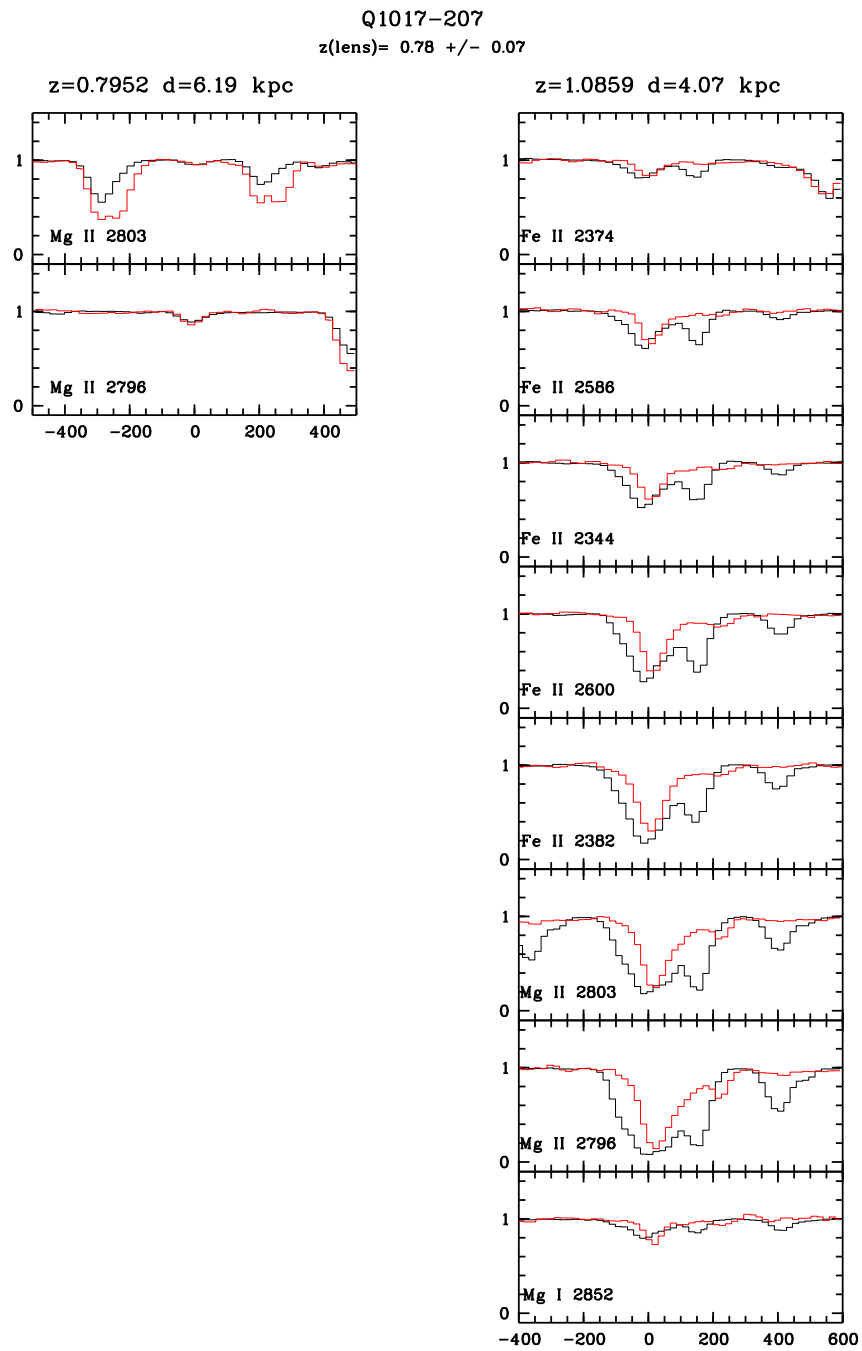 Q1017-207
z(lens)= 0.78 +/- 0.07
z=0.7952 d=6.19 kpc
1
Mg II 2803
0
1
Mg II 2796
0
-400 -200 0 200 400
z=1.0859 d=4.07 kpc
1
Fe II 2374
0
1
Fe II 2586
0
1
Fe II 2344
0
1
Fe II 2600
0
1
Fe II 2382
0
1
Mg II 2803
0
1
Mg II 2796
0
1
Mg I 2852
0
-400 -200 0 200 400 600